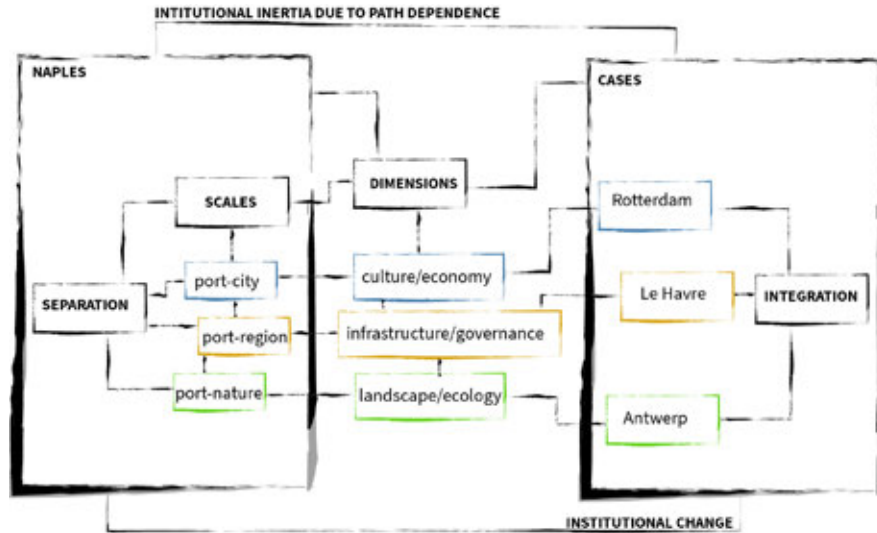 INTITUTIONAL INERTIA DUE TO PATH DEPENDENCE
NAPLES
CASES
DIMENSIONS
SCALES
Rotterdam
port-city
culture/economy
SEPARATION
Le Havre
INTEGRATION
port-region
infrastructure/governance
port-nature
landscape/ecology
Antwerp
INSTITUTIONAL CHANGE